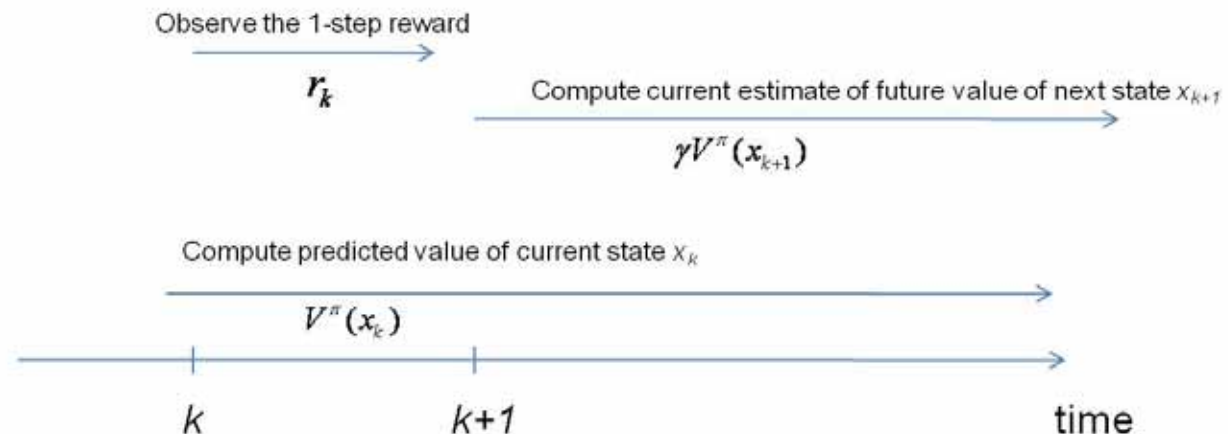 Observe the 1-step reward
r_k
Compute current estimate of future value of next state x_{k+1}
γV^π(x_{k+1})
Compute predicted value of current state x_k
V^π(x_k)
k k+1 time